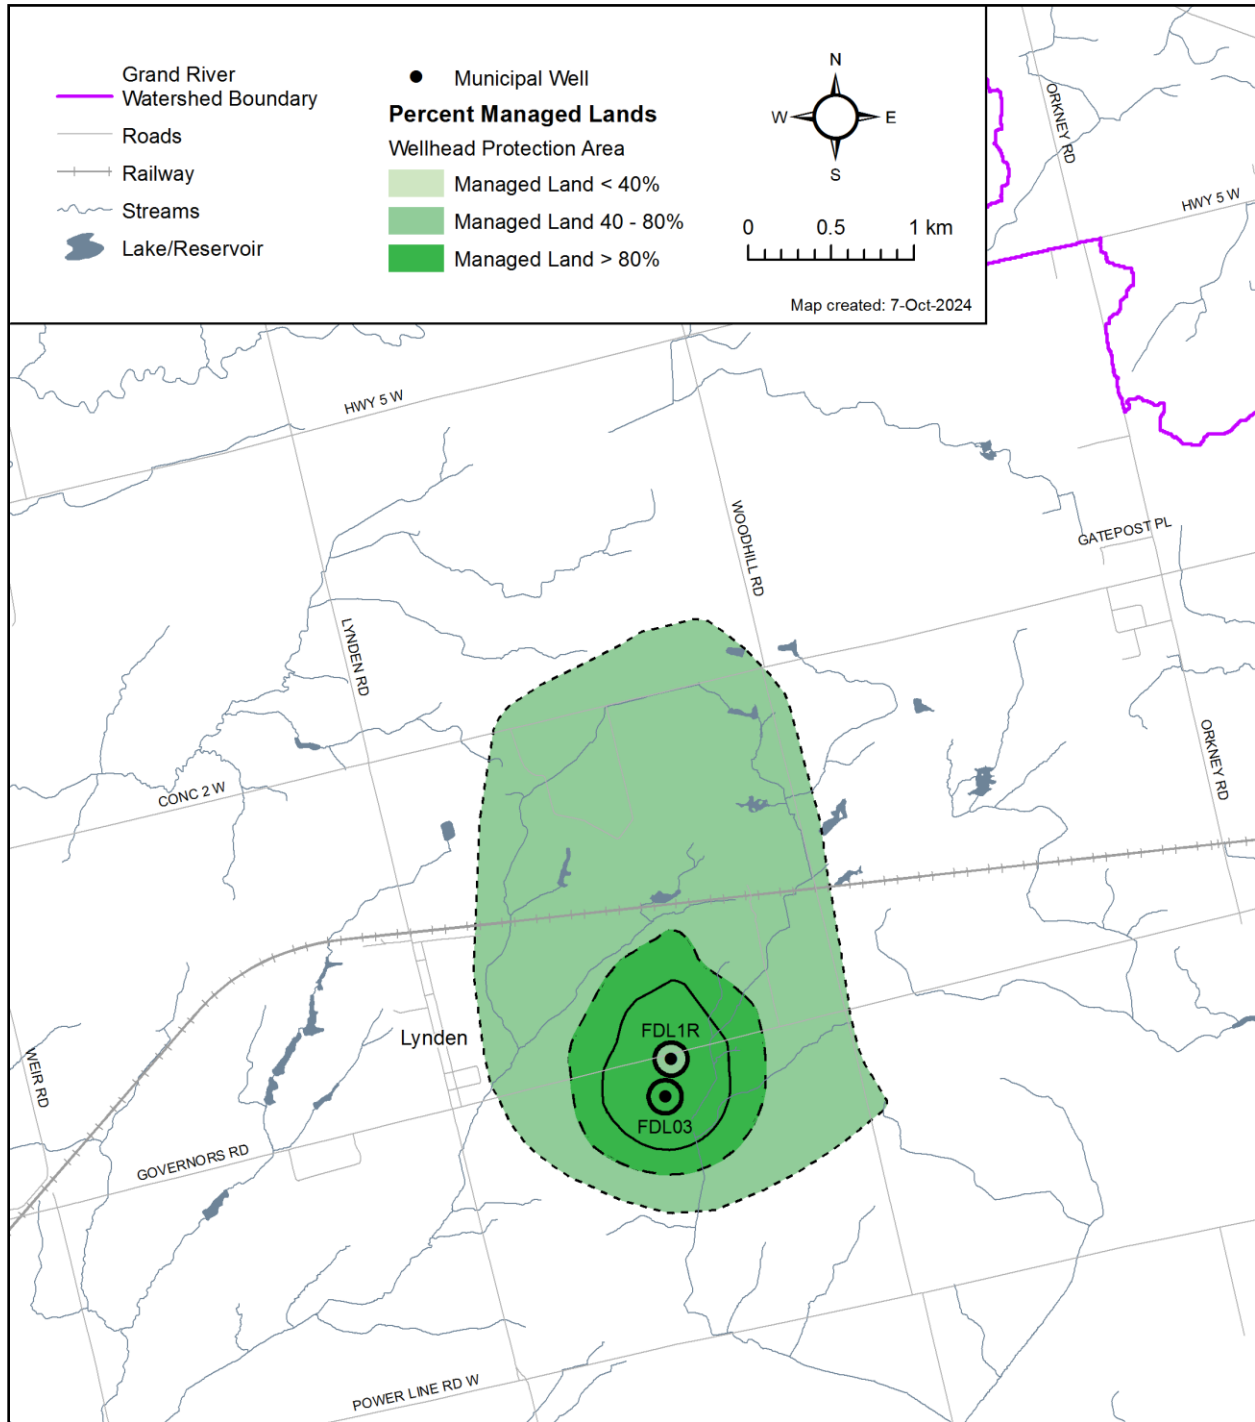 Grand River
Watershed Boundary
Roads
Railway
Streams
Lake/Reservoir
Municipal Well
Percent Managed Lands
Wellhead Protection Area
Managed Land < 40%
Managed Land 40 - 80%
Managed Land > 80%
N
W
E
S
0 0.5 1 km
Map created: 7-Oct-2024
ORKNEY RD
HWY 5 W
HWY 5 W
WOODHILL RD
GATEPOST PL
LYNDEN RD
ORKNEY RD
CONC 2 W
Lynden
FDL1R
WEIR RD
FDL03
GOVERNORS RD
POWER LINE RD W